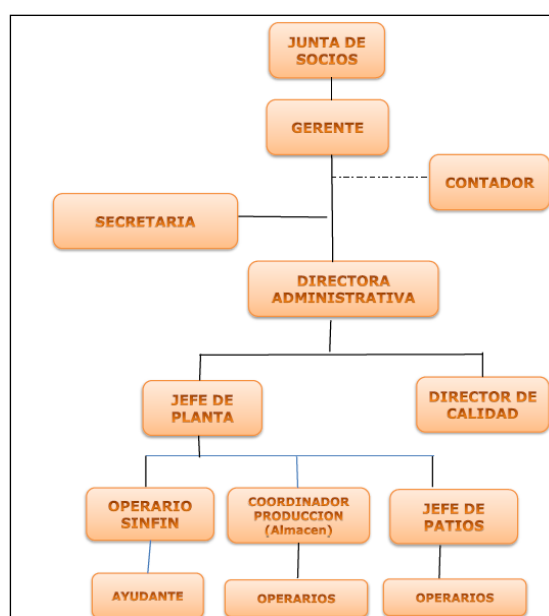 JUNTA DE
SOCIOS
GERENTE
CONTADOR
SECRETARIA
DIRECTORA
ADMINISTRATIVA
JEFE DE
PLANTA
DIRECTOR DE
CALIDAD
OPERARIO
SINFIN
COORDINADOR
PRODUCCION
(Almacen)
JEFE DE
PATIOS
AYUDANTE
OPERARIOS
OPERARIOS